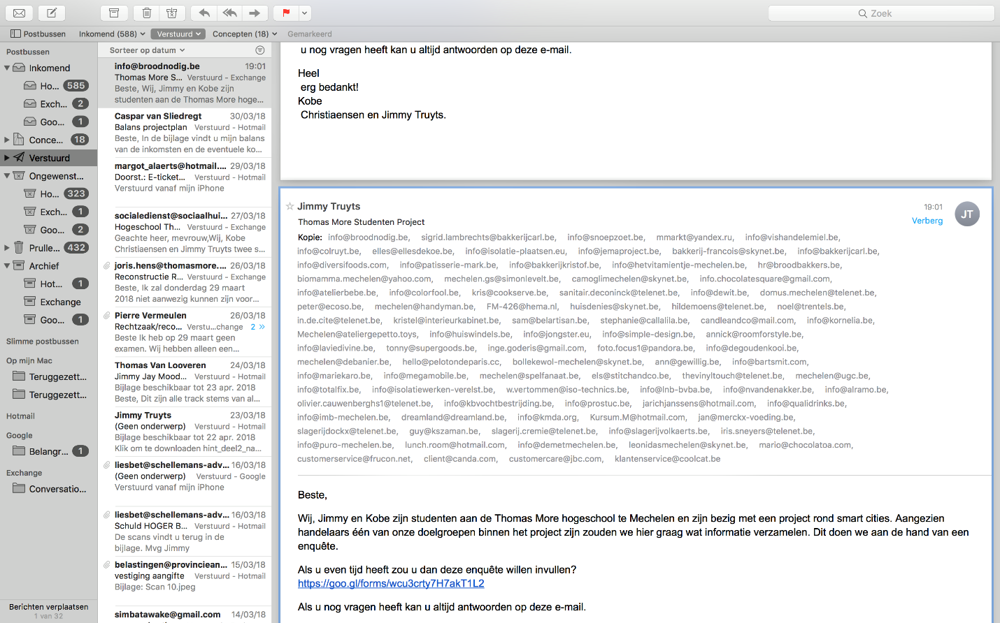 Zoek
Postbussen
Inkomend (588)
Verstuurd
Concepten (18)
Gemarkeerd
Postbussen
Inkomend
Ho... 585
Exch... 2
Goo... 1
Conce... 18
Verstuurd
Ongewenst...
Ho... 323
Exch... 1
Goo... 2
Prulle... 432
Archief
Hot... 1
Exchange
Goo... 1
Slimme postbussen
Op mijn Mac
Teruggezett...
Teruggezett...
Hotmail
Google
Belangr... 1
Exchange
Conversatio...
Berichten verplaatsen
1 van 32
Sorteer op datum
info@broodnodig.be 19:01
Thomas More S... Verstuurd - Exchange
Beste, Wij, Jimmy en Kobe zijn
studenten aan de Thomas More hoge...
Caspar van Sliedregt 30/03/18
Balans projectplan Verstuurd - Hotmail
Beste, In de bijlage vindt u mijn balans
van de inkomsten en de eventuele ko...
margot_alaerts@hotmail.... 29/03/18
Doorst.: E-ticket... Verstuurd - Hotmail
Verstuurd vanaf mijn iPhone
socialedienst@sociaalhui... 27/03/18
Hogeschool Th... Verstuurd - Exchange
Geachte heer, mevrouw,Wij, Kobe
Christiaensen en Jimmy Truyts twee s...
joris.hens@thomasmore.... 26/03/18
Reconstructie R... Verstuurd - Exchange
Beste, Ik zal donderdag 29 maart
2018 niet aanwezig kunnen zijn voor...
Pierre Vermeulen 26/03/18
Rechtzaak/reco... Verstu...change 2 »
Beste Ik heb op 29 maart geen
examen. Wij hebben alleen een...
Thomas Van Looveren 24/03/18
Jimmy Jay Mood... Verstuurd - Hotmail
Bijlage beschikbaar tot 23 apr. 2018
Beste, Dit zijn alle track stems van al...
Jimmy Truyts 23/03/18
(Geen onderwerp) Verstuurd - Hotmail
Bijlage beschikbaar tot 22 apr. 2018
Klik om te downloaden hint_deel2_na...
liesbet@schellemans-adv... 16/03/18
(Geen onderwerp) Verstuurd - Google
Verstuurd vanaf mijn iPhone
liesbet@schellemans-adv... 16/03/18
Schuld HOGER B... Verstuurd - Hotmail
De scans vindt u terug in de
bijlage. Mvg Jimmy
belastingen@provinciean... 15/03/18
vestiging aangifte Verstuurd - Hotmail
Bijlage: Scan 10.jpeg
simbatawake@gmail.com 14/03/18
u nog vragen heeft kan u altijd antwoorden op deze e-mail.
Heel
erg bedankt!
Kobe
Christiaensen en Jimmy Truyts.
Jimmy Truyts 19:01
JT
Thomas More Studenten Project Verberg
Kopie: info@broodnodig.be, sigrid.lambrechts@bakkerijcarl.be, info@snoepzoet.be, mmarkt@yandex.ru, info@vishandelemiel.be,
info@colruyt.be, elles@ellesdekoe.be, info@isolatie-plaatsen.eu, info@jemaproject.be, bakkerij-francois@skynet.be, info@bakkerijcarl.be,
info@diversifoods.com, info@patisserie-mark.be, info@bakkerijkristof.be, info@hetvitamientje-mechelen.be, hr@broodbakkers.be,
biomamma.mechelen@yahoo.com, mechelen.gs@simonlevelt.be, camoglimechelen@skynet.be, info.chocolatesquare@gmail.com,
info@atelierbebe.be, info@colorfool.be, kris@cookserve.be, sanitair.deconinck@telenet.be, info@dewit.be, domus.mechelen@telenet.be,
peter@ecoso.be, mechelen@handyman.be, FM-426@hema.nl, huisdenies@skynet.be, hildemoens@telenet.be, noel@trentels.be,
in.de.cite@telenet.be, kristel@interieurkabinet.be, sam@belartisan.be, stephanie@callalila.be, candleandco@mail.com, info@kornelia.be,
Mechelen@ateliergepetto.toys, info@huiswindels.be, info@jongster.eu, info@simple-design.be, annick@roomforstyle.be,
info@laviedivine.be, tonny@supergoods.be, inge.goderis@gmail.com, foto.focus1@pandora.be, info@degoudenkooi.be,
mechelen@debanier.be, hello@pelotondeparis.cc, bollekewol-mechelen@skynet.be, ann@gewillig.be, info@bartsmit.com,
info@mariekaro.be, info@megamobile.be, mechelen@spelfanaat.be, els@stitchandco.be, thevinyltouch@telenet.be, mechelen@ugc.be,
info@totalfix.be, info@isolatiewerken-verelst.be, w.vertommen@iso-technics.be, info@lnb-bvba.be, info@nvandenakker.be, info@alramo.be,
olivier.cauwenberghs1@telenet.be, info@kbvochtbestrijding.be, info@prostuc.be, jarichjanssens@hotmail.com, info@qualidrinks.be,
info@imb-mechelen.be, dreamland@dreamland.be, info@kmda.org, Kursum.M@hotmail.com, jan@merckx-voeding.be,
slagerijdockx@telenet.be, guy@kszaman.be, slagerij.cremie@telenet.be, info@slagerijvolkaerts.be, iris.sneyers@telenet.be,
info@puro-mechelen.be, lunch.room@hotmail.com, info@demetmechelen.be, leonidasmechelen@skynet.be, mario@chocolatoa.com,
customerservice@frucon.net, client@canda.com, customercare@jbc.com, klantenservice@coolcat.be
Beste,
Wij, Jimmy en Kobe zijn studenten aan de Thomas More hogeschool te Mechelen en zijn bezig met een project rond smart cities. Aangezien
handelaars één van onze doelgroepen binnen het project zijn zouden we hier graag wat informatie verzamelen. Dit doen we aan de hand van een
enquête.
Als u even tijd heeft zou u dan deze enquête willen invullen?
https://goo.gl/forms/wcu3crty7H7akT1L2
Als u nog vragen heeft kan u altijd antwoorden op deze e-mail.